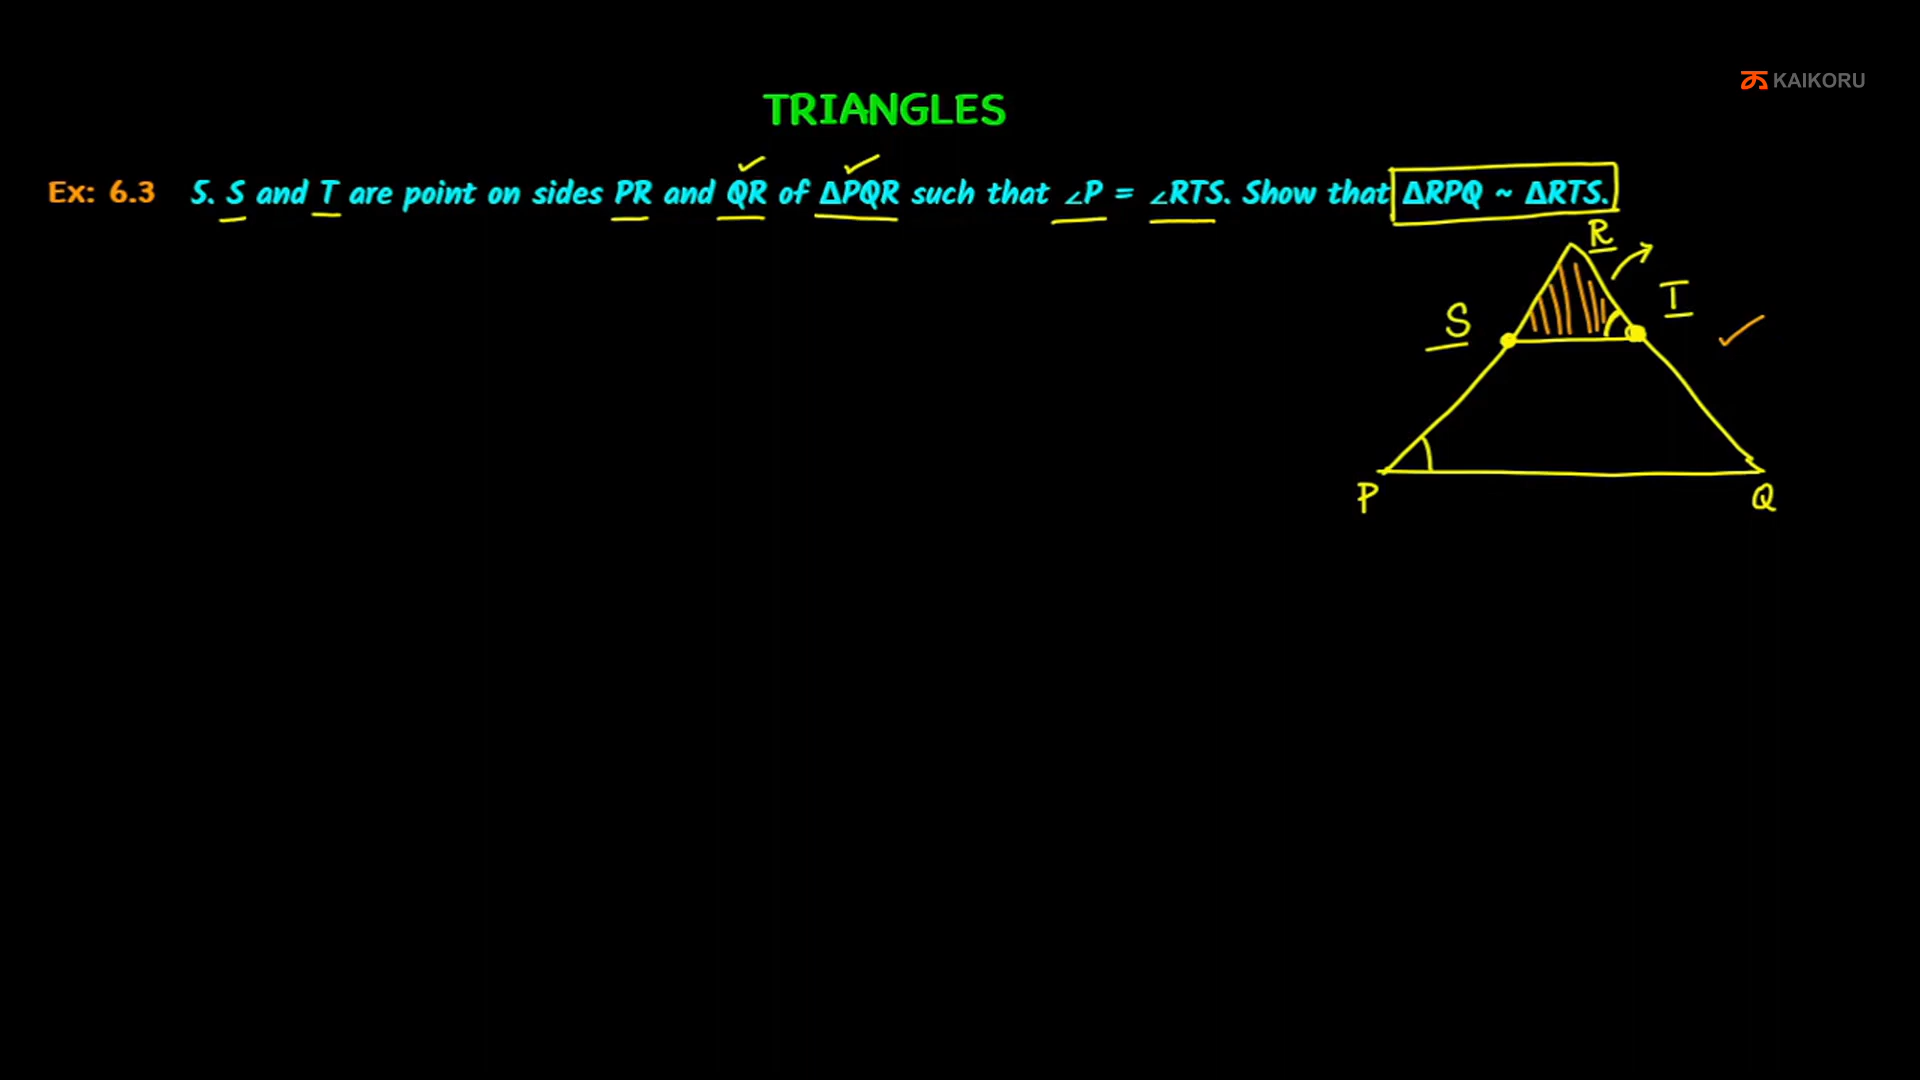 KAIKORU
TRIANGLES
Ex: 6.3 5. S and T are point on sides PR and QR of ΔPQR such that ∠P = ∠RTS. Show that ΔRPQ ~ ΔRTS.
R
S T
P Q